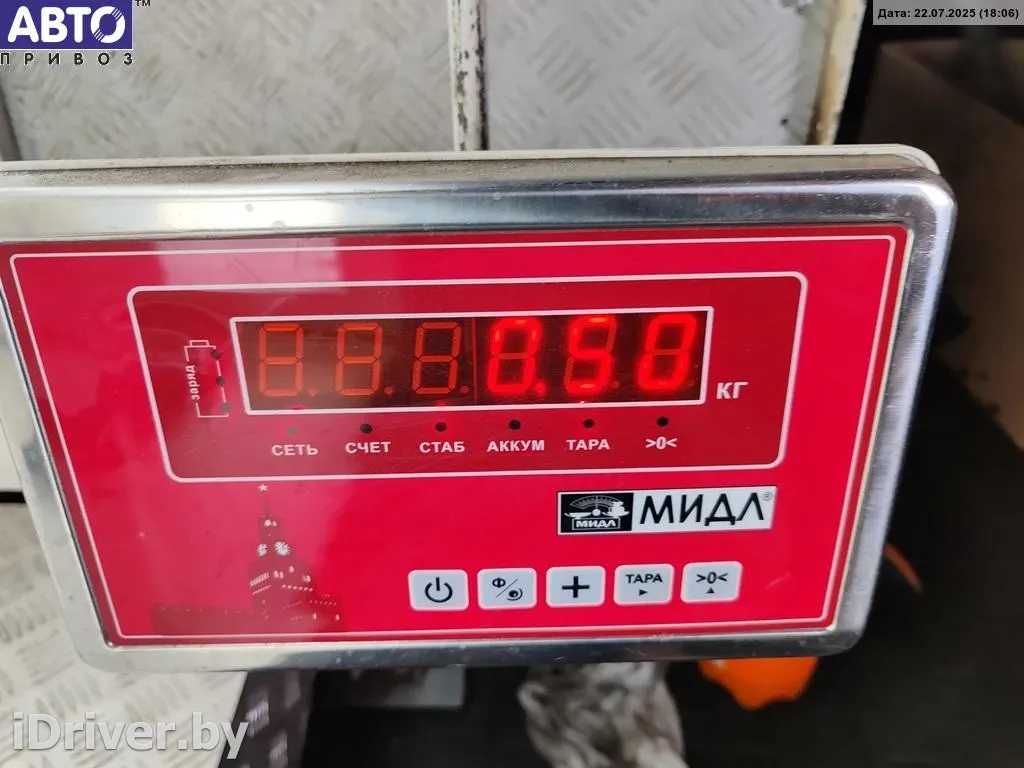 АВТО™
ПРИВОЗ
Дата: 22.07.2025 (18:06)
заряд
0.50
КГ
СЕТЬ СЧЕТ СТАБ АККУМ ТАРА >0<
МИДЛ МИДЛ®
Ф + ТАРА >0<
iDriver.by